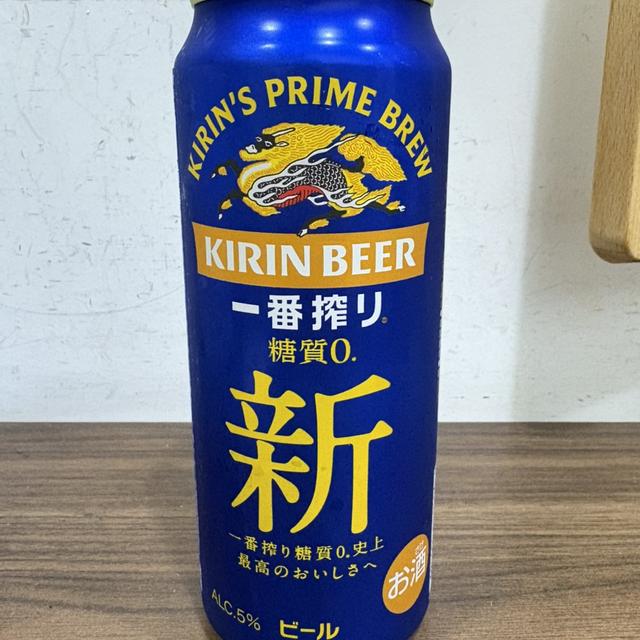 KIRIN'S PRIME BREW
KIRIN BEER
一番搾り
糖質0.
新
一番搾り糖質0.史上
最高のおいしさへ
お酒
ALC.5%
ビール